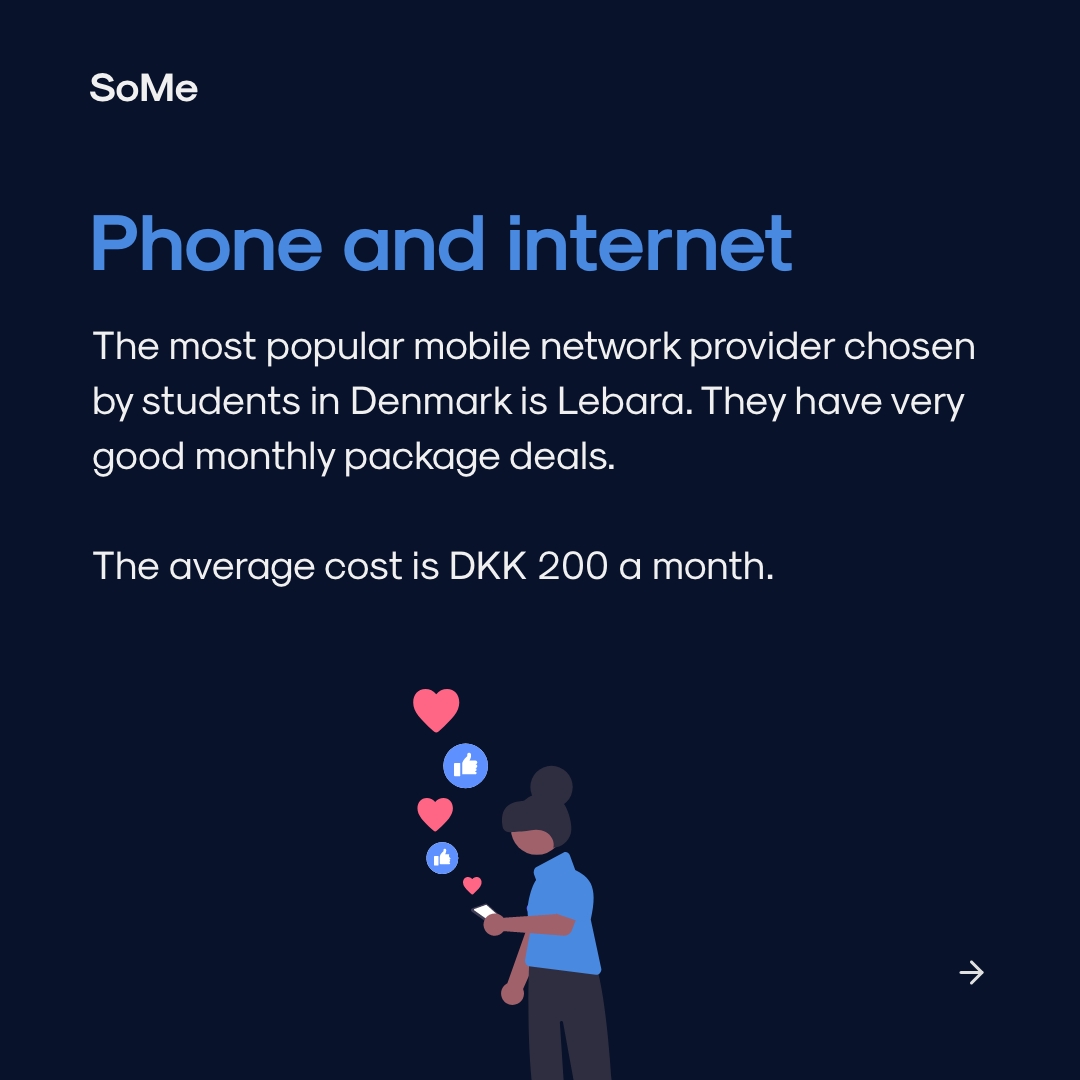 SoMe
Phone and internet
The most popular mobile network provider chosen
by students in Denmark is Lebara. They have very
good monthly package deals.
The average cost is DKK 200 a month.